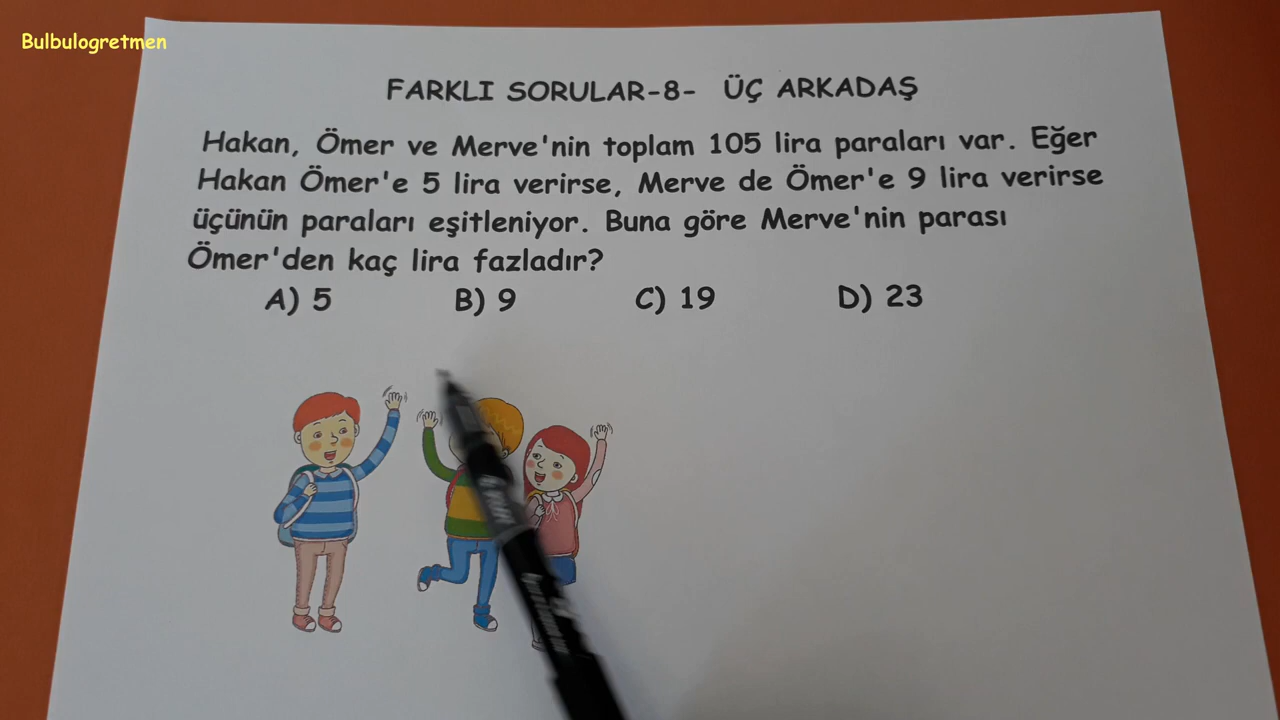 Bulbulogretmen
FARKLI SORULAR-8- ÜÇ ARKADAŞ
Hakan, Ömer ve Merve'nin toplam 105 lira paraları var. Eğer
Hakan Ömer'e 5 lira verirse, Merve de Ömer'e 9 lira verirse
üçünün paraları eşitleniyor. Buna göre Merve'nin parası
Ömer'den kaç lira fazladır?
A) 5 B) 9 C) 19 D) 23